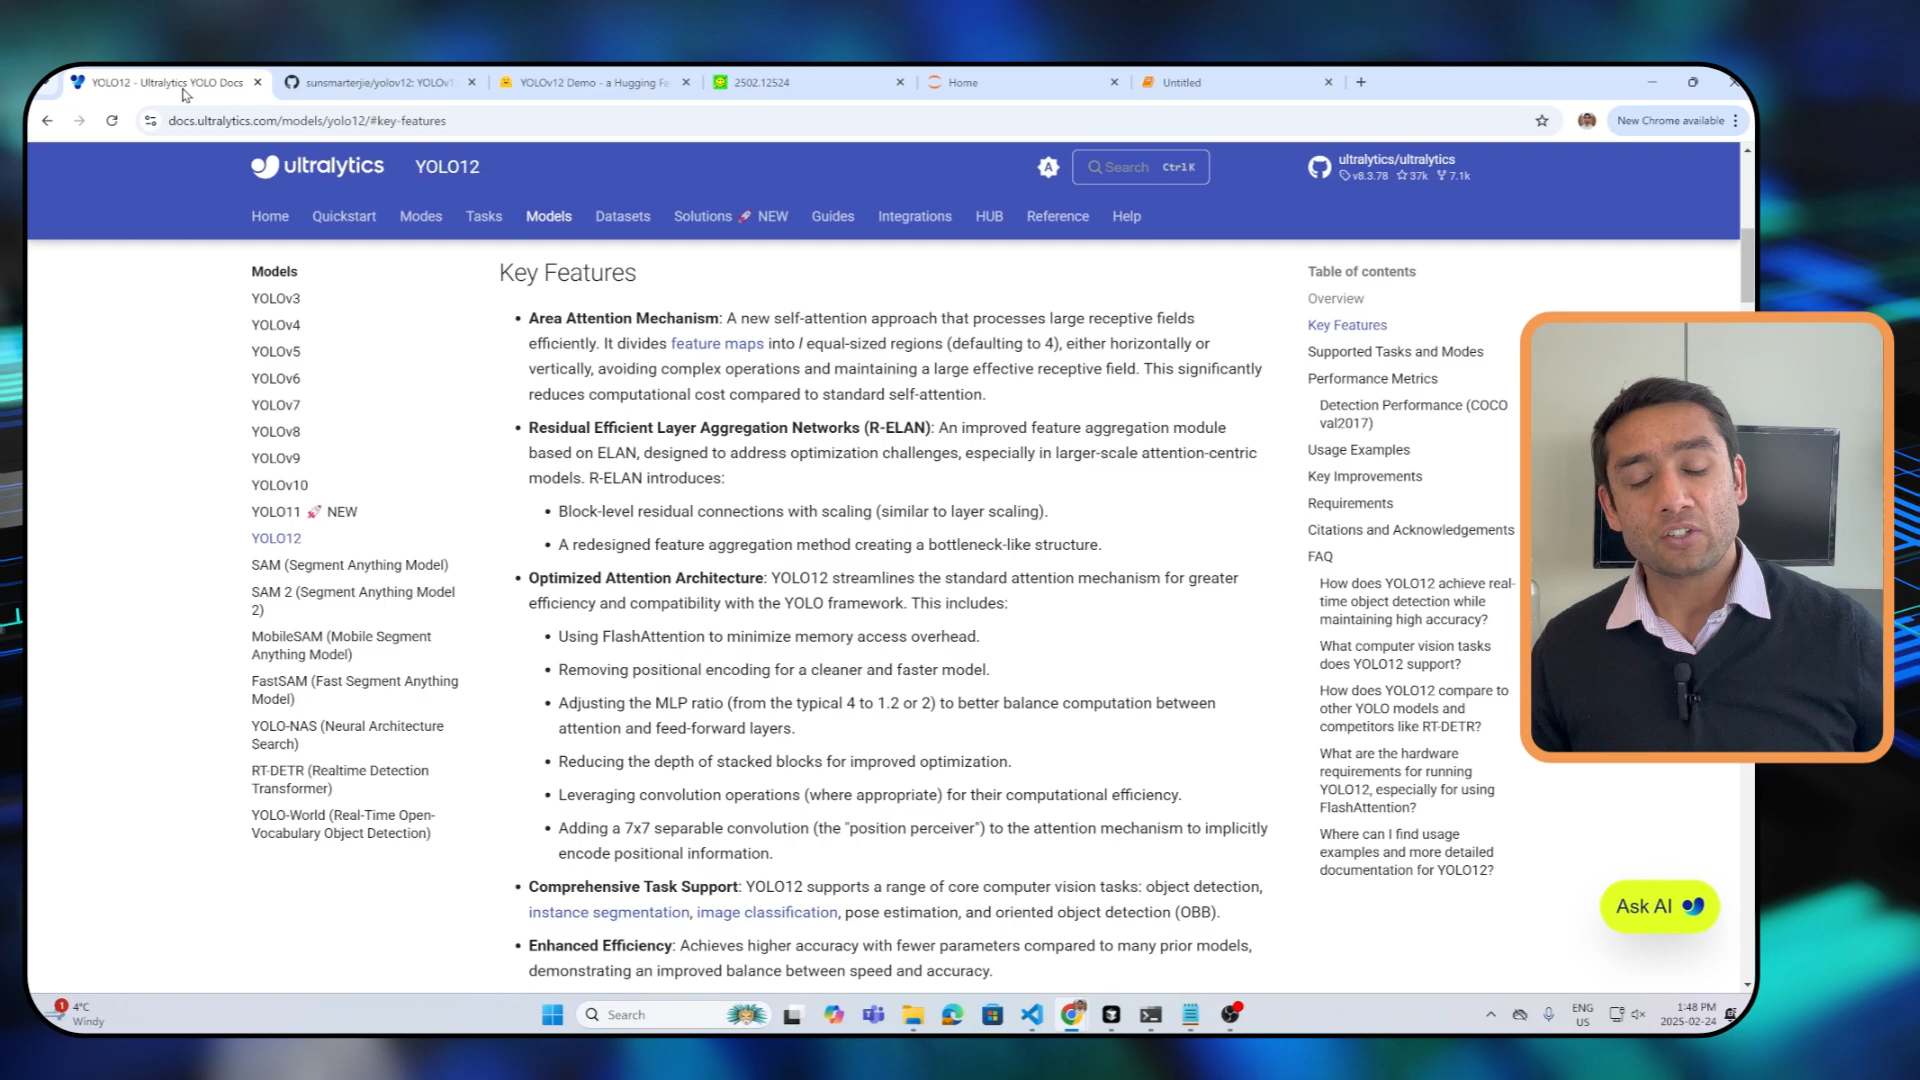 YOLO12 - Ultralytics YOLO Docs
sunsmarterjie/yolov12: YOLOv1
YOLOv12 Demo - a Hugging Fa
2502.12524
Home
Untitled
docs.ultralytics.com/models/yolo12/#key-features
New Chrome available
ultralytics
YOLO12
Search
Ctrl K
ultralytics/ultralytics
v8.3.78 37k 7.1k
Home
Quickstart
Modes
Tasks
Models
Datasets
Solutions 🚀 NEW
Guides
Integrations
HUB
Reference
Help
Models
YOLOv3
YOLOv4
YOLOv5
YOLOv6
YOLOv7
YOLOv8
YOLOv9
YOLOv10
YOLO11 🚀 NEW
YOLO12
SAM (Segment Anything Model)
SAM 2 (Segment Anything Model
2)
MobileSAM (Mobile Segment
Anything Model)
FastSAM (Fast Segment Anything
Model)
YOLO-NAS (Neural Architecture
Search)
RT-DETR (Realtime Detection
Transformer)
YOLO-World (Real-Time Open-
Vocabulary Object Detection)
Key Features
• Area Attention Mechanism: A new self-attention approach that processes large receptive fields
efficiently. It divides feature maps into l equal-sized regions (defaulting to 4), either horizontally or
vertically, avoiding complex operations and maintaining a large effective receptive field. This significantly
reduces computational cost compared to standard self-attention.
• Residual Efficient Layer Aggregation Networks (R-ELAN): An improved feature aggregation module
based on ELAN, designed to address optimization challenges, especially in larger-scale attention-centric
models. R-ELAN introduces:
• Block-level residual connections with scaling (similar to layer scaling).
• A redesigned feature aggregation method creating a bottleneck-like structure.
• Optimized Attention Architecture: YOLO12 streamlines the standard attention mechanism for greater
efficiency and compatibility with the YOLO framework. This includes:
• Using FlashAttention to minimize memory access overhead.
• Removing positional encoding for a cleaner and faster model.
• Adjusting the MLP ratio (from the typical 4 to 1.2 or 2) to better balance computation between
attention and feed-forward layers.
• Reducing the depth of stacked blocks for improved optimization.
• Leveraging convolution operations (where appropriate) for their computational efficiency.
• Adding a 7x7 separable convolution (the "position perceiver") to the attention mechanism to implicitly
encode positional information.
• Comprehensive Task Support: YOLO12 supports a range of core computer vision tasks: object detection,
instance segmentation, image classification, pose estimation, and oriented object detection (OBB).
• Enhanced Efficiency: Achieves higher accuracy with fewer parameters compared to many prior models,
demonstrating an improved balance between speed and accuracy.
Table of contents
Overview
Key Features
Supported Tasks and Modes
Performance Metrics
Detection Performance (COCO
val2017)
Usage Examples
Key Improvements
Requirements
Citations and Acknowledgements
FAQ
How does YOLO12 achieve real-
time object detection while
maintaining high accuracy?
What computer vision tasks
does YOLO12 support?
How does YOLO12 compare to
other YOLO models and
competitors like RT-DETR?
What are the hardware
requirements for running
YOLO12, especially for using
FlashAttention?
Where can I find usage
examples and more detailed
documentation for YOLO12?
Ask AI
1
4°C
Windy
Search
ENG
US
1:48 PM
2025-02-24